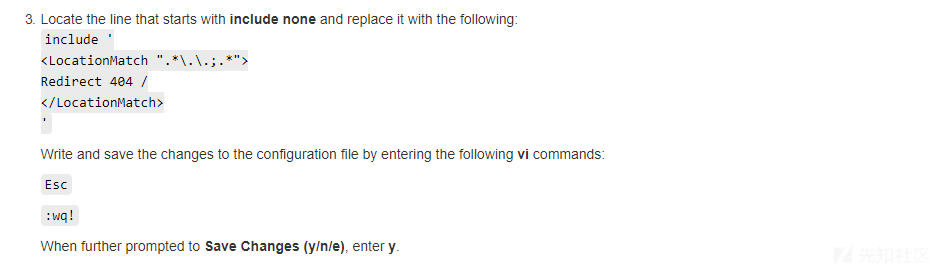 3. Locate the line that starts with include none and replace it with the following:
include '
<LocationMatch ".*\.\.;.*">
Redirect 404 /
</LocationMatch>
'
Write and save the changes to the configuration file by entering the following vi commands:
Esc
:wq!
When further prompted to Save Changes (y/n/e), enter y.
先知社区